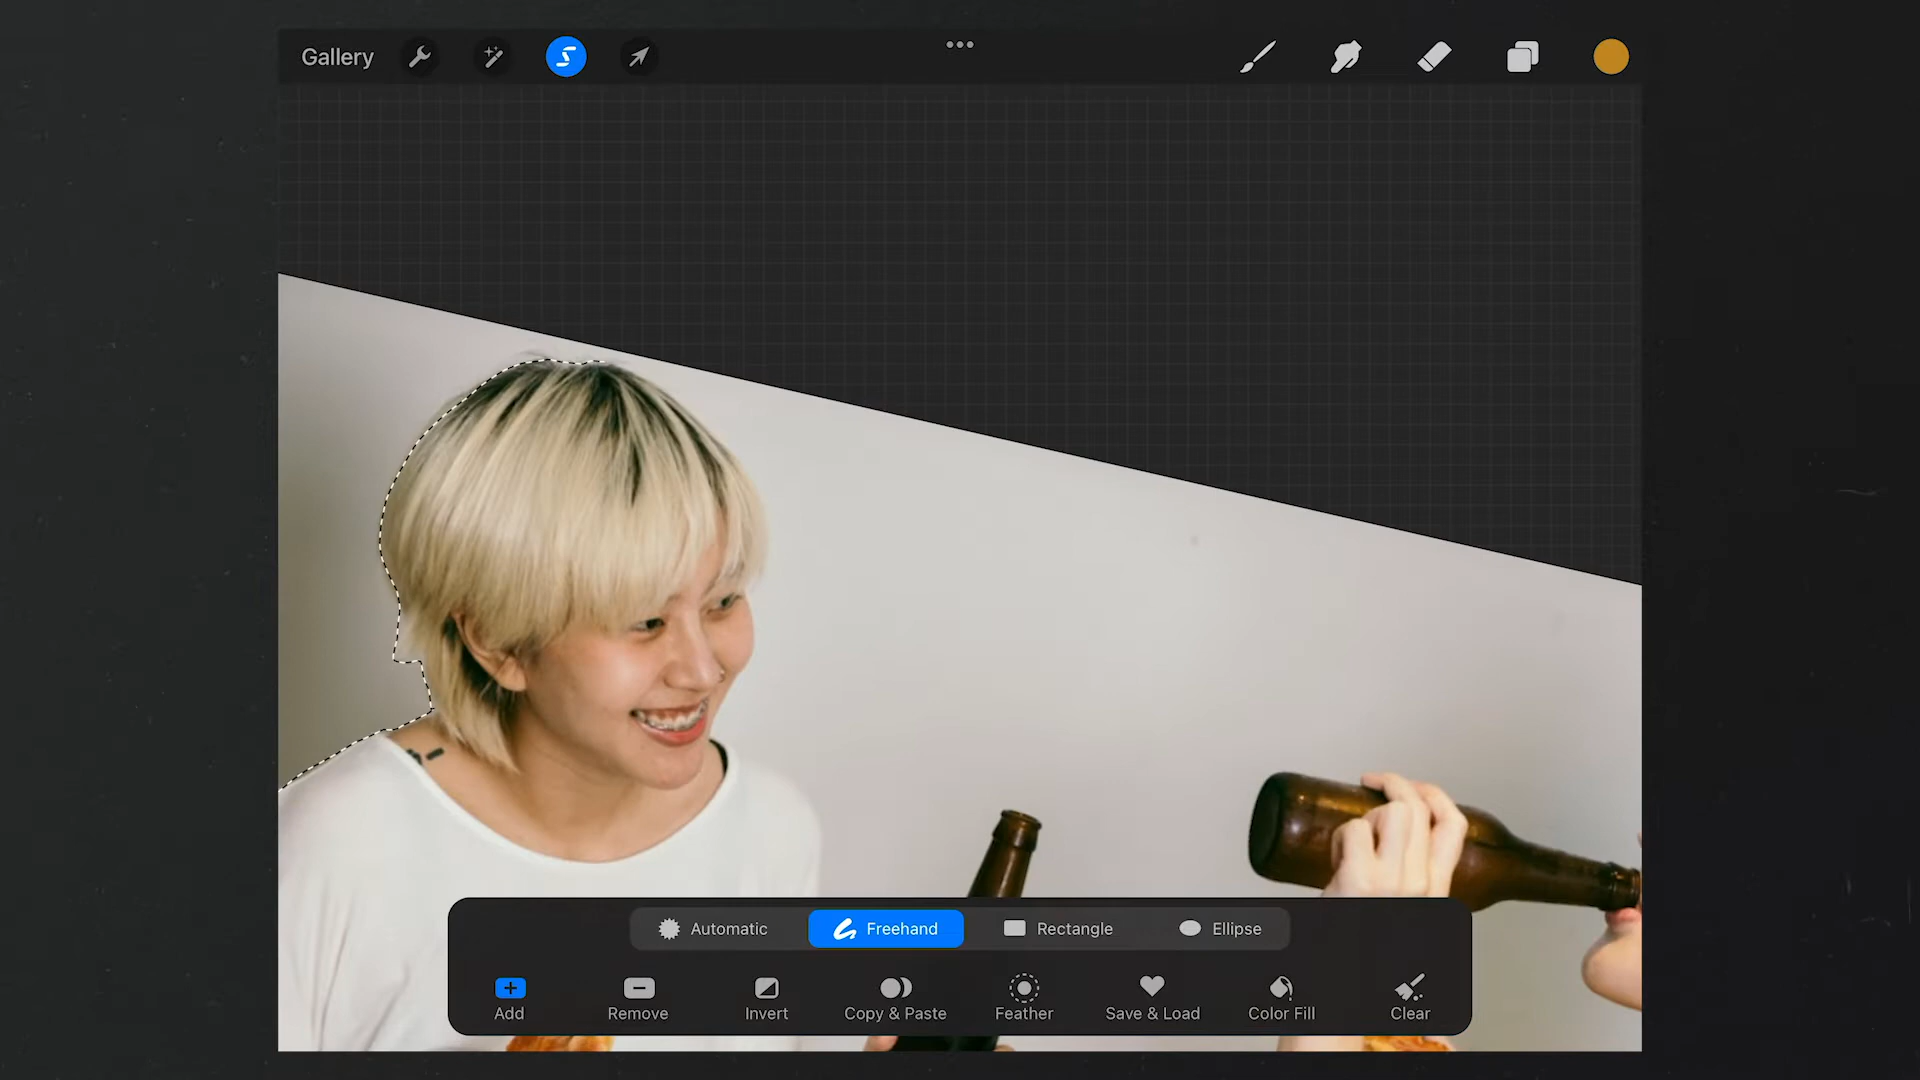 Gallery
Automatic Freehand Rectangle Ellipse
Add Remove Invert Copy & Paste Feather Save & Load Color Fill Clear